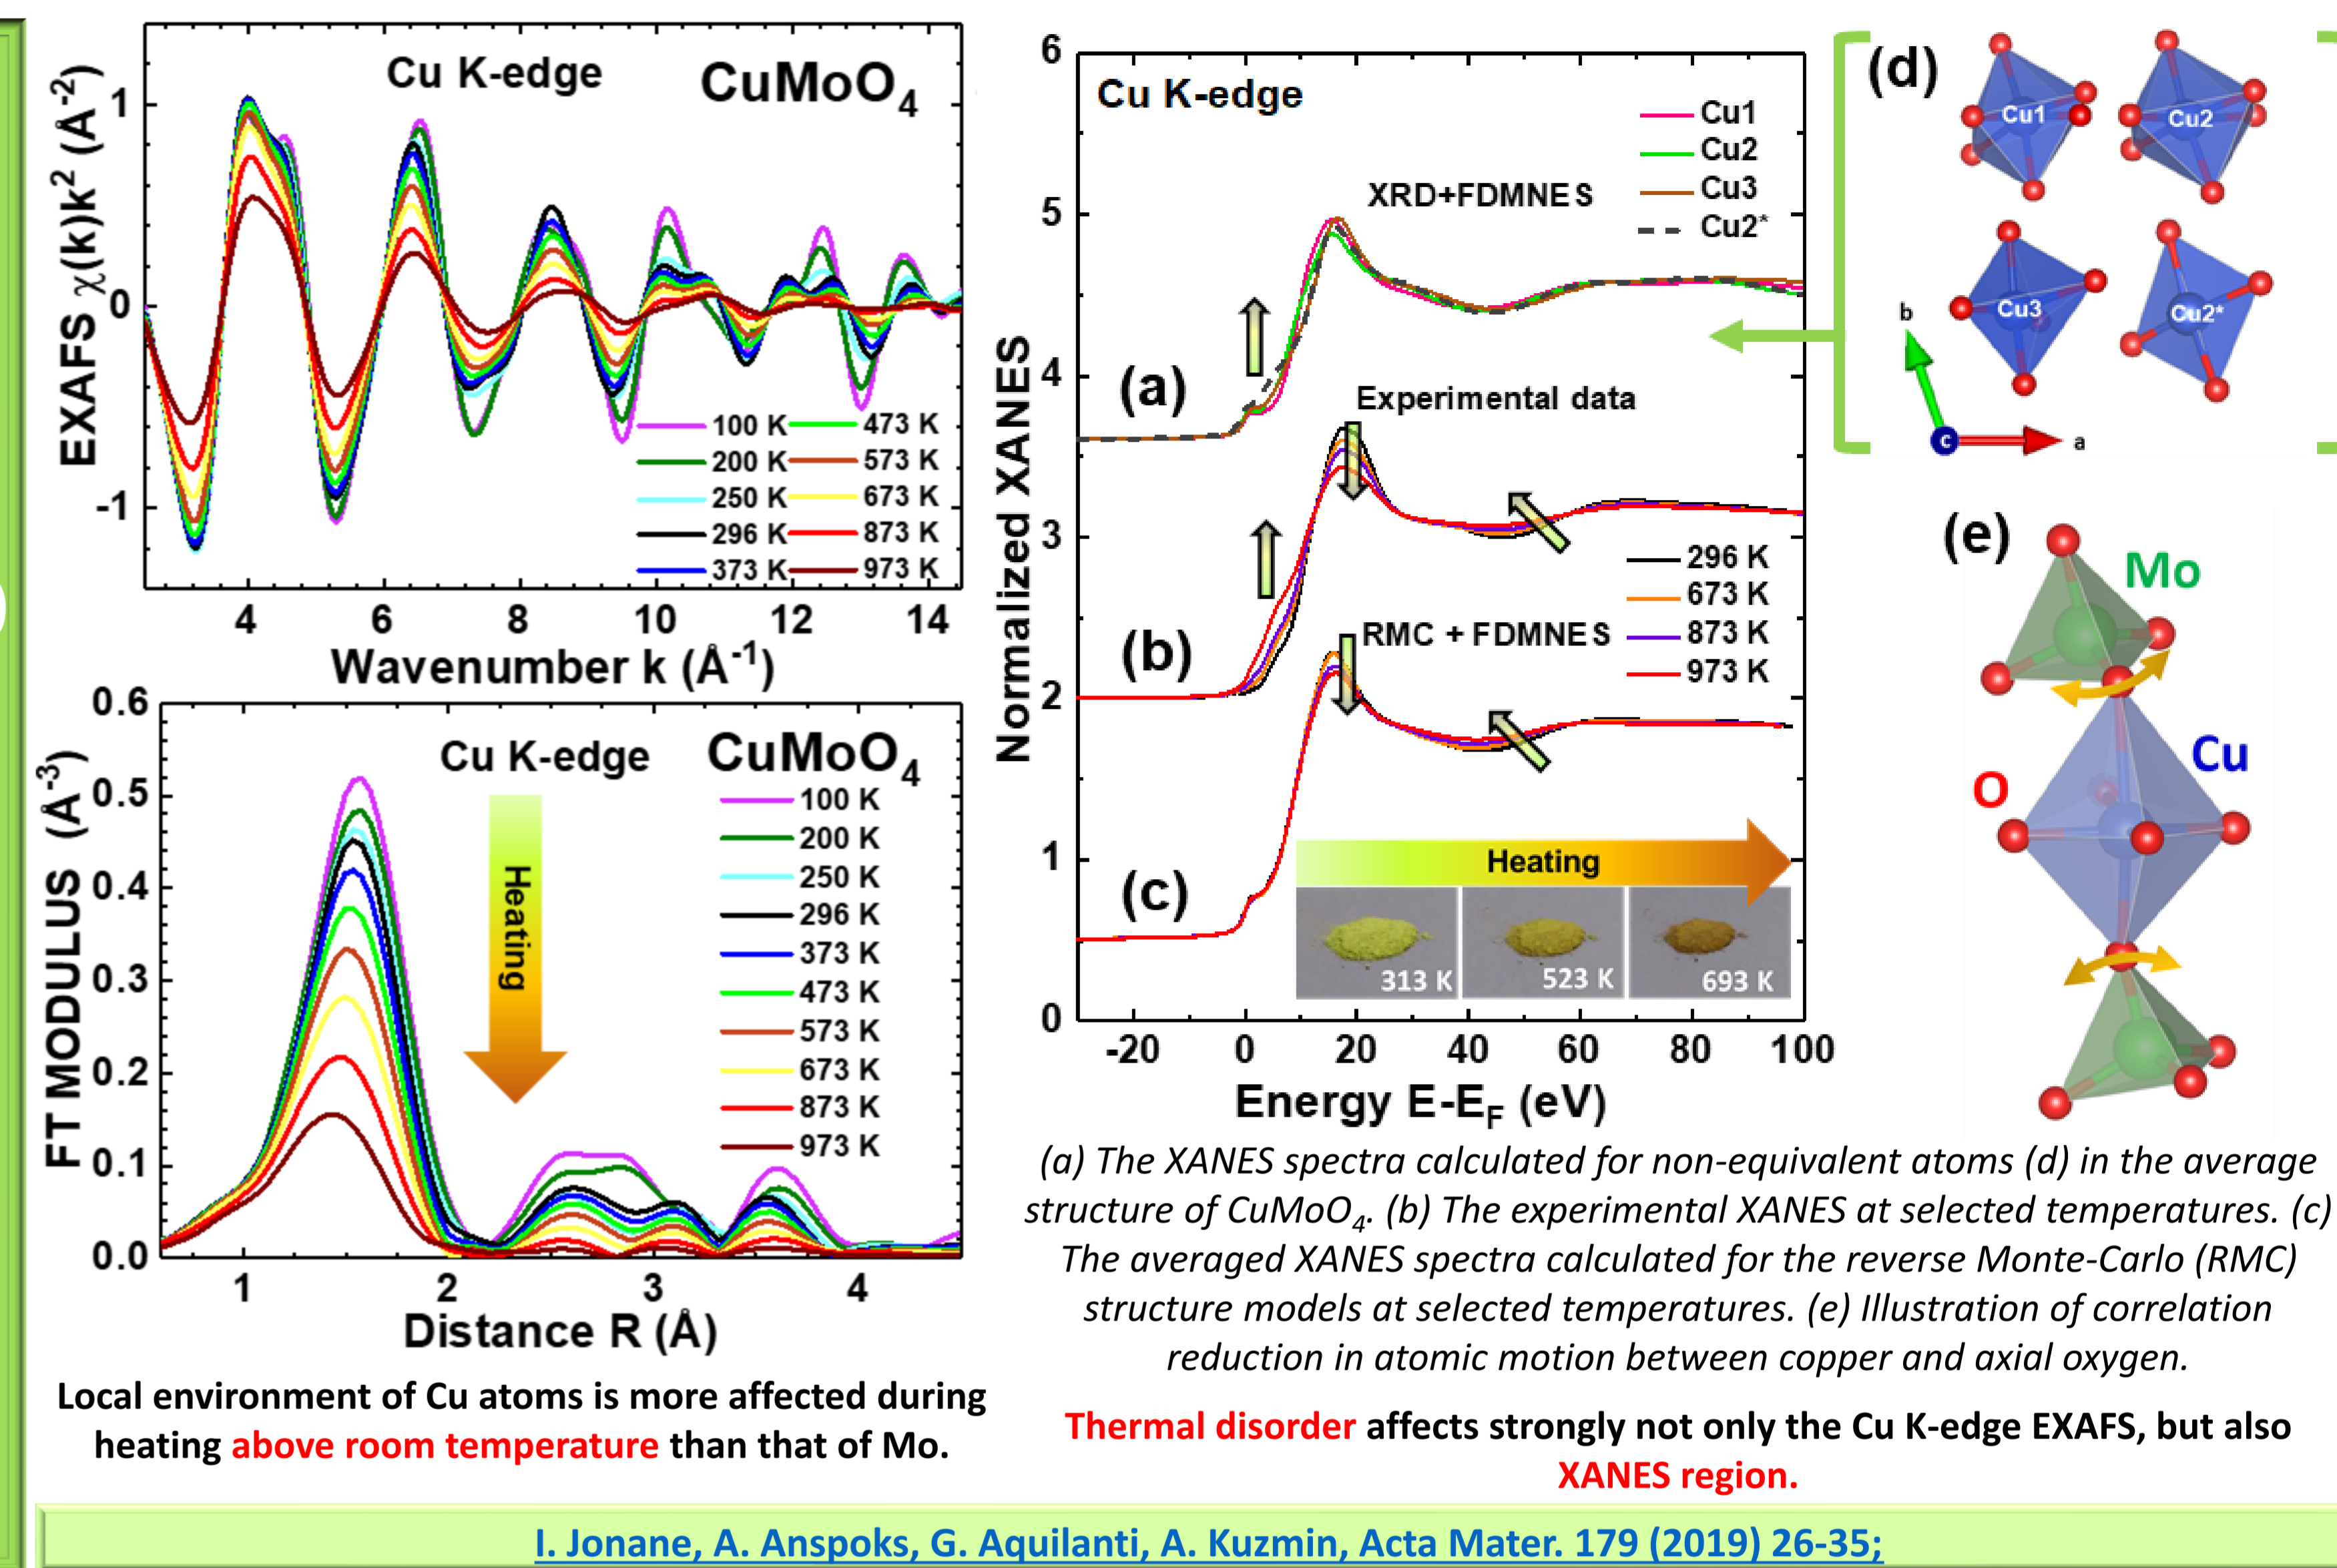 Cu K-edge
CuMoO4
EXAFS χ(k)k2 (Å-2)
1
0
-1
100 K
200 K
250 K
296 K
373 K
473 K
573 K
673 K
873 K
973 K
4 6 8 10 12 14
Wavenumber k (Å-1)
Cu K-edge
CuMoO4
FT MODULUS (Å-3)
0.6
0.5
0.4
0.3
0.2
0.1
0.0
Heating
100 K
200 K
250 K
296 K
373 K
473 K
573 K
673 K
873 K
973 K
1 2 3 4
Distance R (Å)
Local environment of Cu atoms is more affected during
heating above room temperature than that of Mo.
Normalized XANES
6
5
4
3
2
1
0
Cu K-edge
Cu1
Cu2
Cu3
Cu2*
XRD+FDMNES
(a)
Experimental data
296 K
673 K
873 K
973 K
(b)
RMC + FDMNES
(c)
Heating
313 K
523 K
693 K
-20 0 20 40 60 80 100
Energy E-EF (eV)
(d)
Cu1
Cu2
Cu3
Cu2*
b
c
a
(e)
Mo
Cu
O
(a) The XANES spectra calculated for non-equivalent atoms (d) in the average
structure of CuMoO4. (b) The experimental XANES at selected temperatures. (c)
The averaged XANES spectra calculated for the reverse Monte-Carlo (RMC)
structure models at selected temperatures. (e) Illustration of correlation
reduction in atomic motion between copper and axial oxygen.
Thermal disorder affects strongly not only the Cu K-edge EXAFS, but also
XANES region.
I. Jonane, A. Anspoks, G. Aquilanti, A. Kuzmin, Acta Mater. 179 (2019) 26-35;